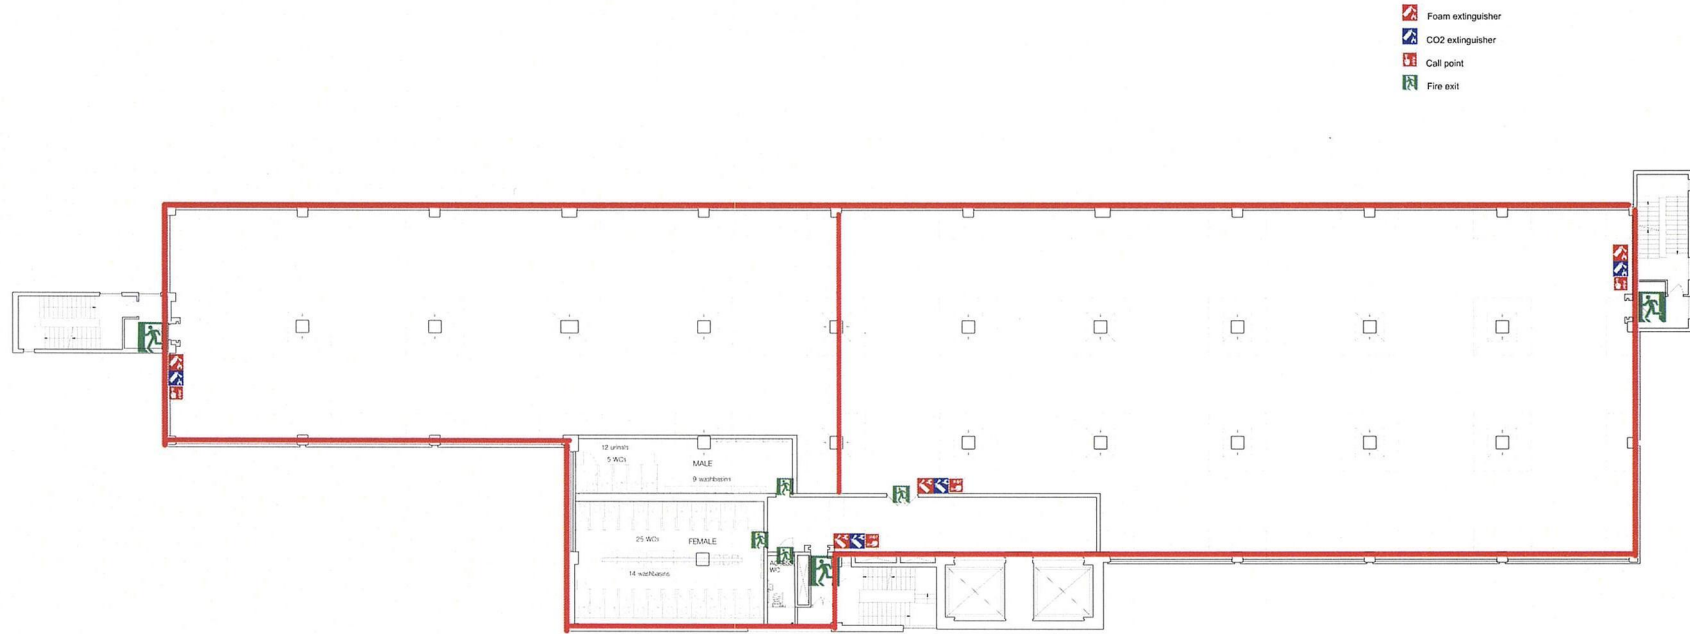 Foam extinguisher
CO2 extinguisher
Call point
Fire exit
12 urinals
5 WCs
MALE
9 washbasins
25 WCs
FEMALE
14 washbasins
WC